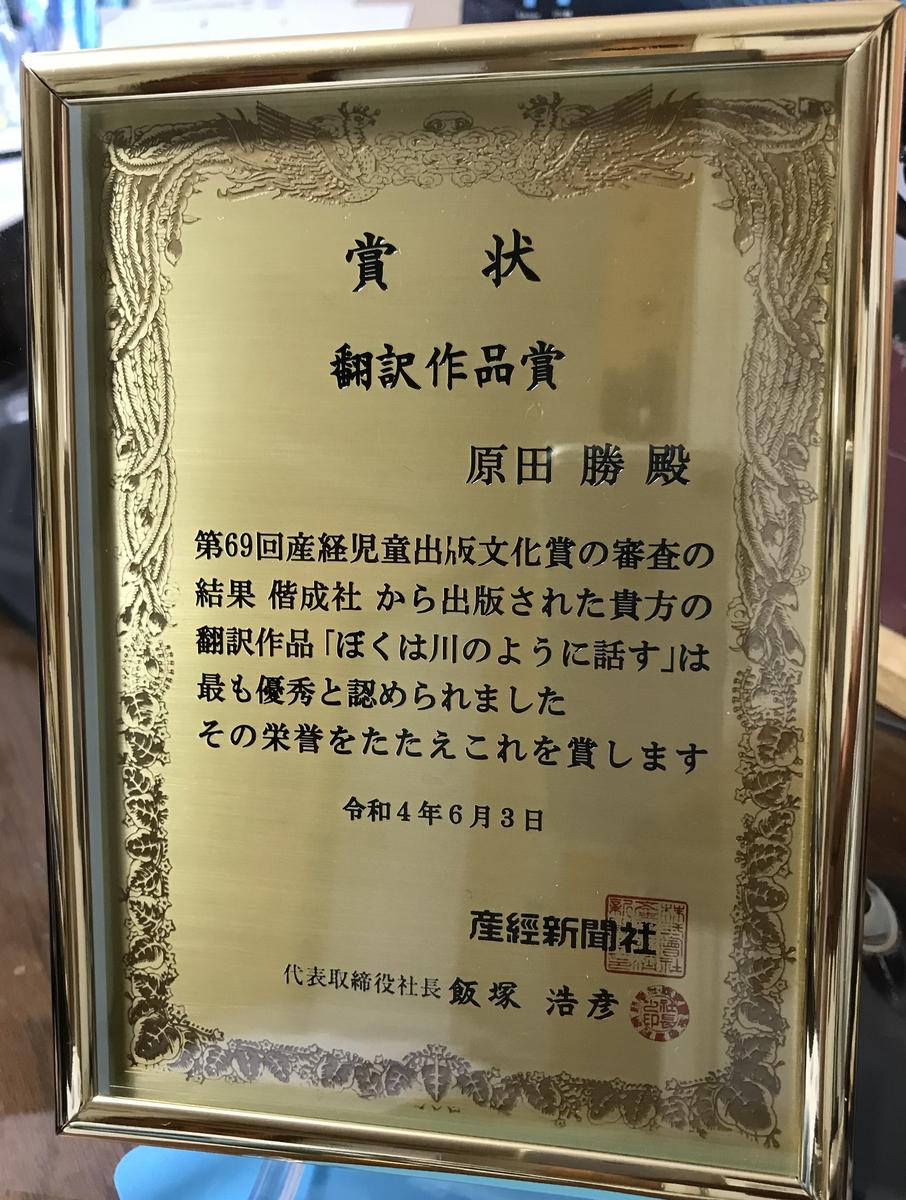 賞 状
翻訳作品賞
原田 勝 殿
第69回産経児童出版文化賞の審査の
結果 偕成社 から出版された貴方の
翻訳作品「ぼくは川のように話す」は
最も優秀と認められました
その栄誉をたたえこれを賞します
令和4年6月3日
産經新聞社
代表取締役社長 飯塚 浩彦
社長之印